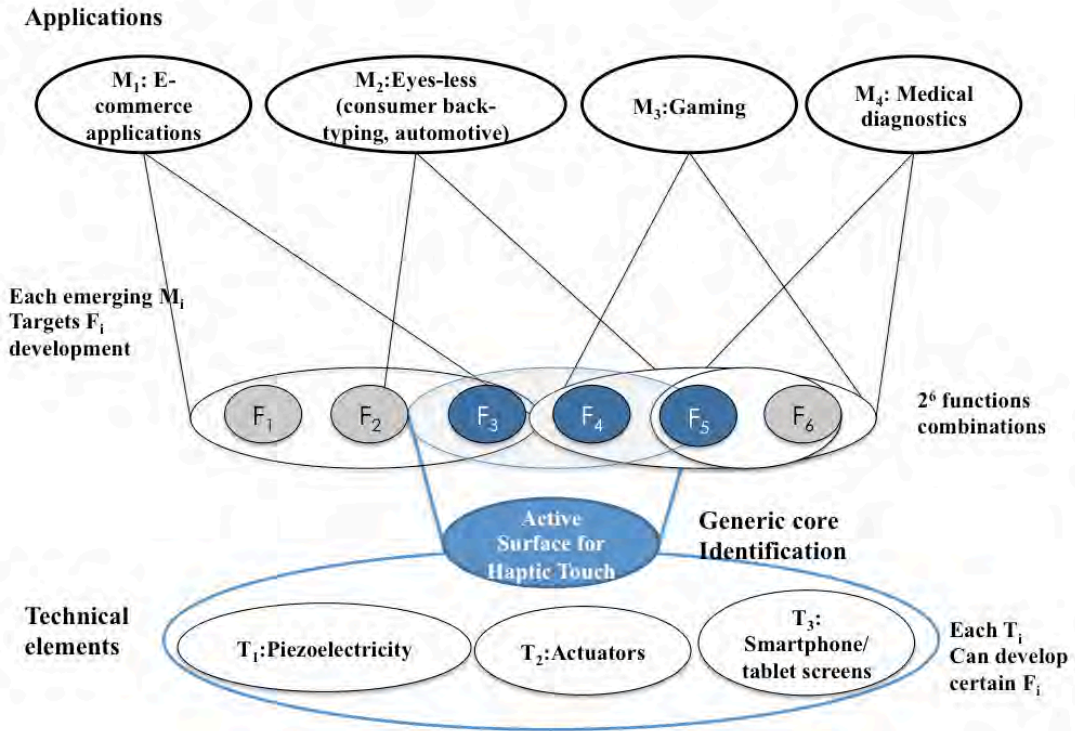 Applications
M₁: E-
commerce
applications
M₂:Eyes-less
(consumer back-
typing, automotive)
M₃:Gaming
M₄: Medical
diagnostics
Each emerging Mᵢ
Targets Fᵢ
development
F₁
F₂
F₃
F₄
F₅
F₆
2⁶ functions
combinations
Active
Surface for
Haptic Touch
Generic core
Identification
Technical
elements
T₁:Piezoelectricity
T₂:Actuators
T₃:
Smartphone/
tablet screens
Each Tᵢ
Can develop
certain Fᵢ